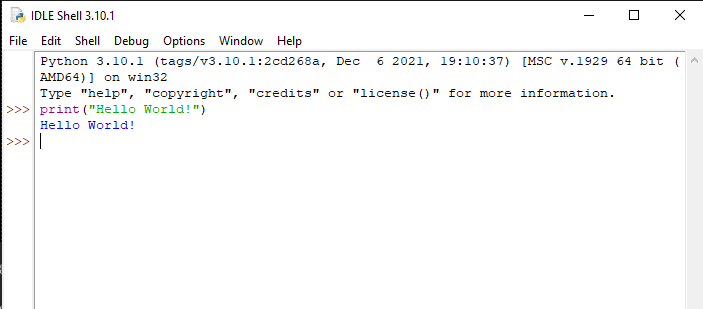 IDLE Shell 3.10.1
File Edit Shell Debug Options Window Help
Python 3.10.1 (tags/v3.10.1:2cd268a, Dec  6 2021, 19:10:37) [MSC v.1929 64 bit (
AMD64)] on win32
Type "help", "copyright", "credits" or "license()" for more information.
>>> print("Hello World!")
Hello World!
>>>